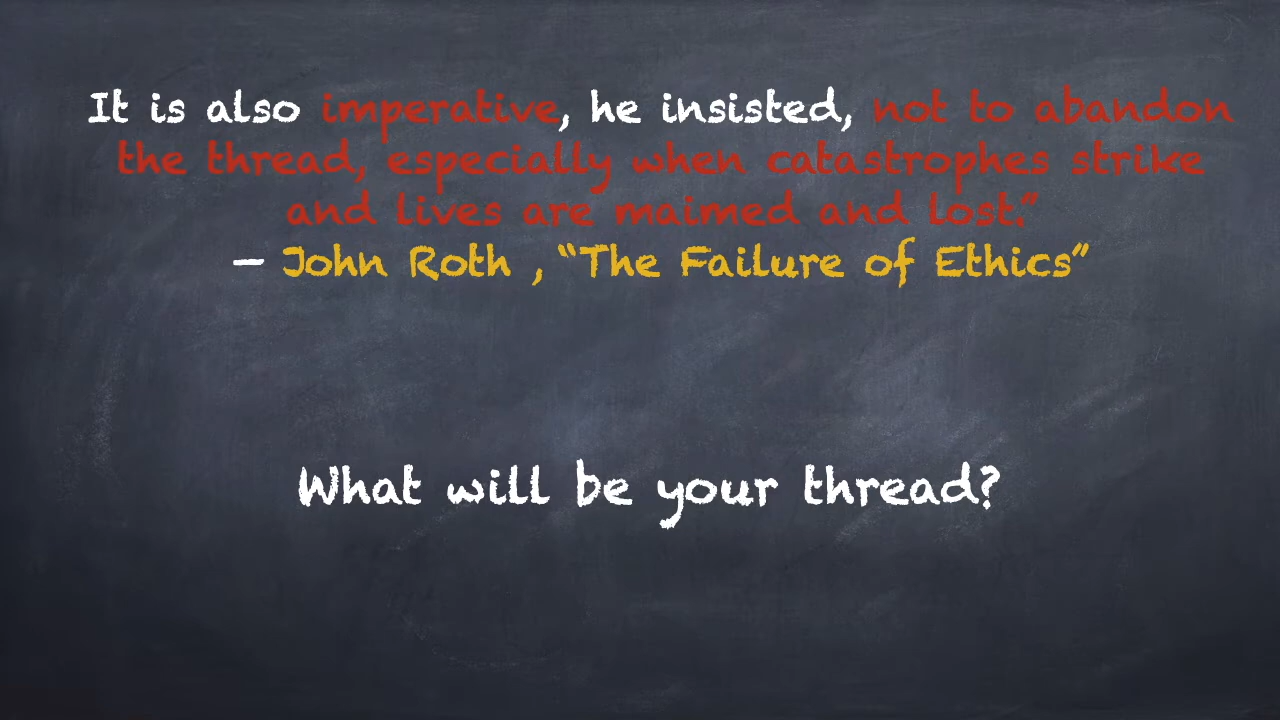 It is also imperative, he insisted, not to abandon
the thread, especially when catastrophes strike
and lives are maimed and lost.”
— John Roth , “The Failure of Ethics”
What will be your thread?